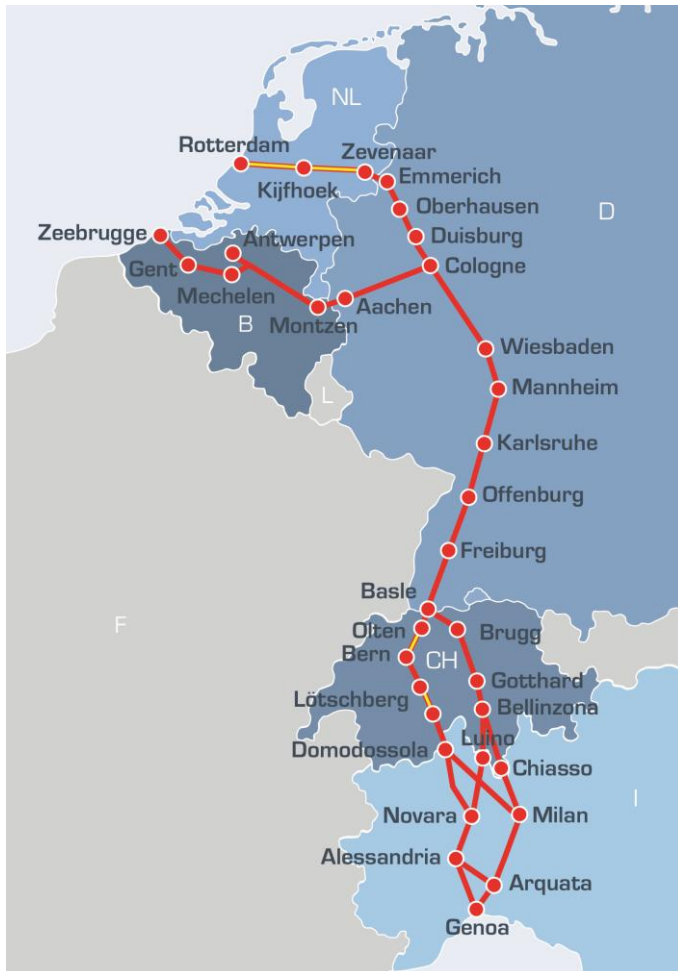 NL
Rotterdam
Zevenaar
Kijfhoek
Emmerich
Oberhausen
D
Zeebrugge
Antwerpen
Duisburg
Gent
Cologne
Mechelen
Aachen
B
Montzen
Wiesbaden
L
Mannheim
Karlsruhe
Offenburg
Freiburg
Basle
F
Olten
Brugg
Bern
CH
Gotthard
Lötschberg
Bellinzona
Luino
Domodossola
Chiasso
I
Novara
Milan
Alessandria
Arquata
Genoa